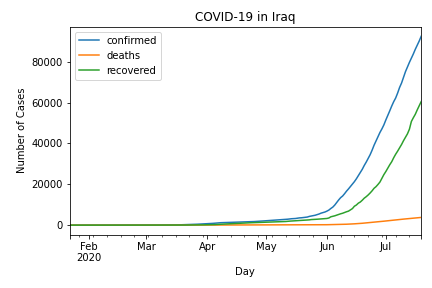 COVID-19 in Iraq
confirmed
deaths
recovered
Number of Cases
80000
60000
40000
20000
0
Feb Mar Apr May Jun Jul
2020
Day